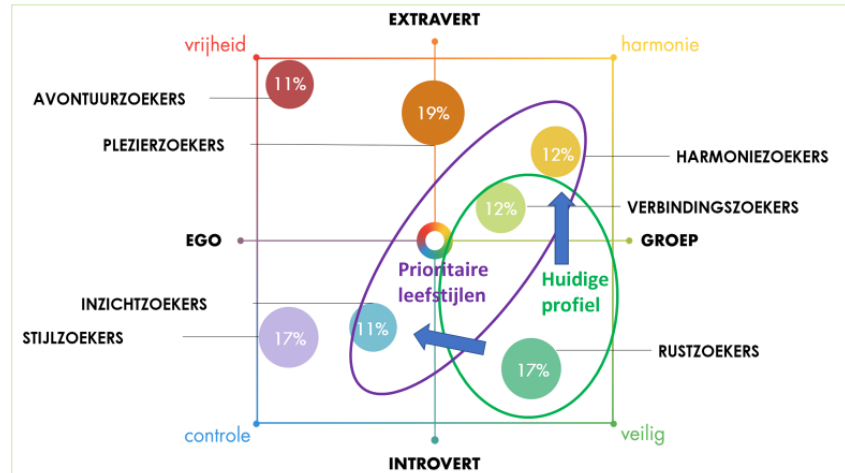 EXTRAVERT
vrijheid
harmonie
11%
AVONTUURZOEKERS
19%
PLEZIERZOEKERS
12%
HARMONIEZOEKERS
12%
VERBINDINGSZOEKERS
EGO
GROEP
Prioritaire
leefstijlen
Huidige
profiel
INZICHTZOEKERS
11%
STIJLZOEKERS
17%
RUSTZOEKERS
17%
controle
veilig
INTROVERT